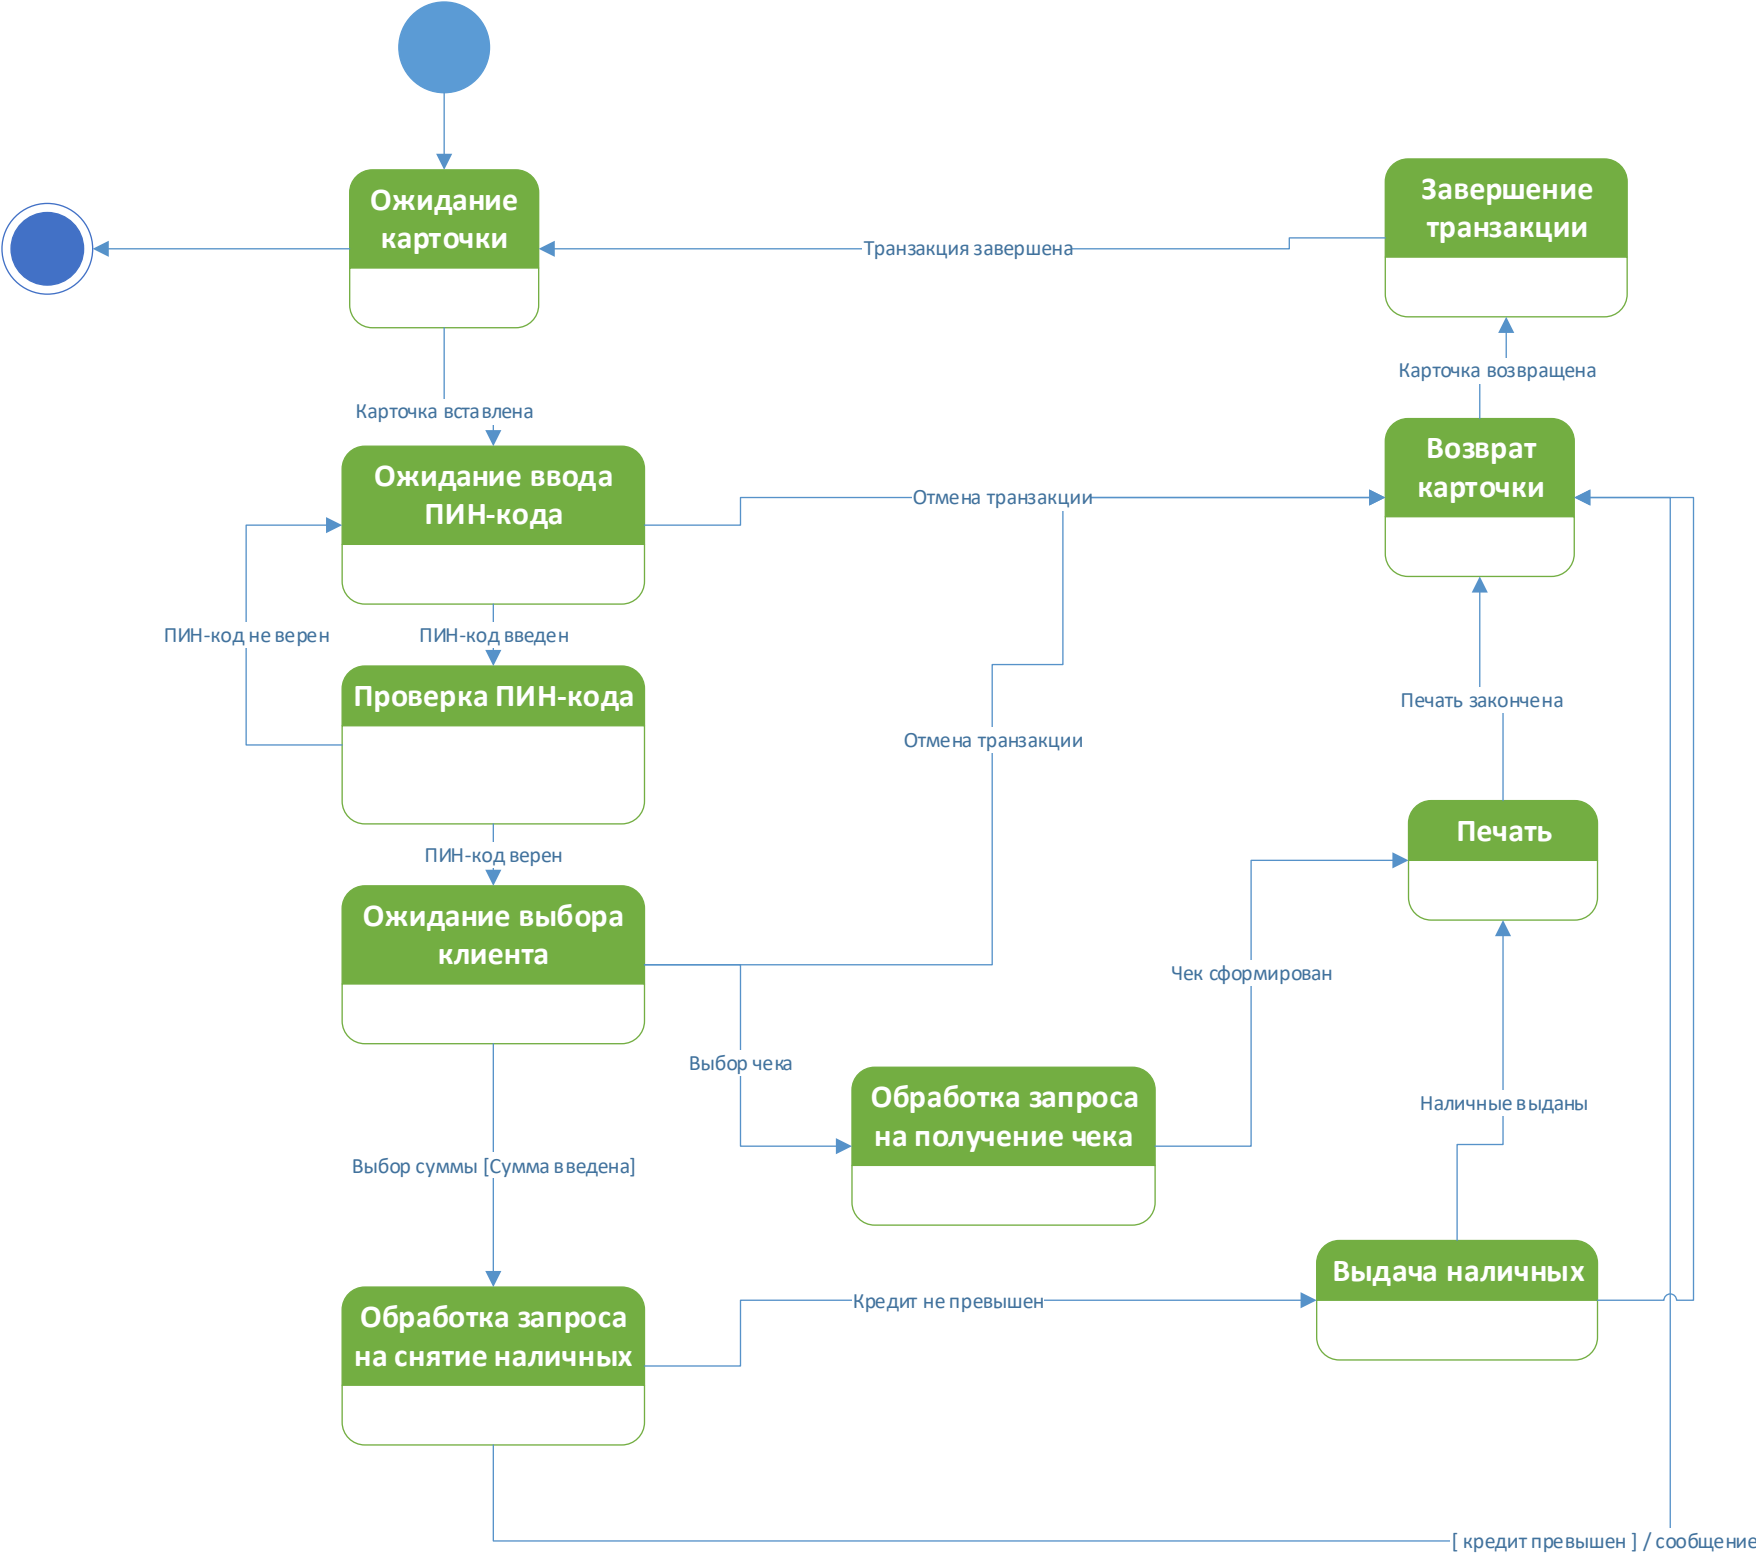 Ожидание
карточки
Завершение
транзакции
Транзакция завершена
Карточка возвращена
Карточка вставлена
Ожидание ввода
ПИН-кода
Отмена транзакции
Возврат
карточки
ПИН-код не верен
ПИН-код введен
Проверка ПИН-кода
Печать закончена
Отмена транзакции
ПИН-код верен
Печать
Ожидание выбора
клиента
Чек сформирован
Выбор чека
Обработка запроса
на получение чека
Наличные выданы
Выбор суммы [Сумма введена]
Выдача наличных
Кредит не превышен
Обработка запроса
на снятие наличных
[ кредит превышен ] / сообщение